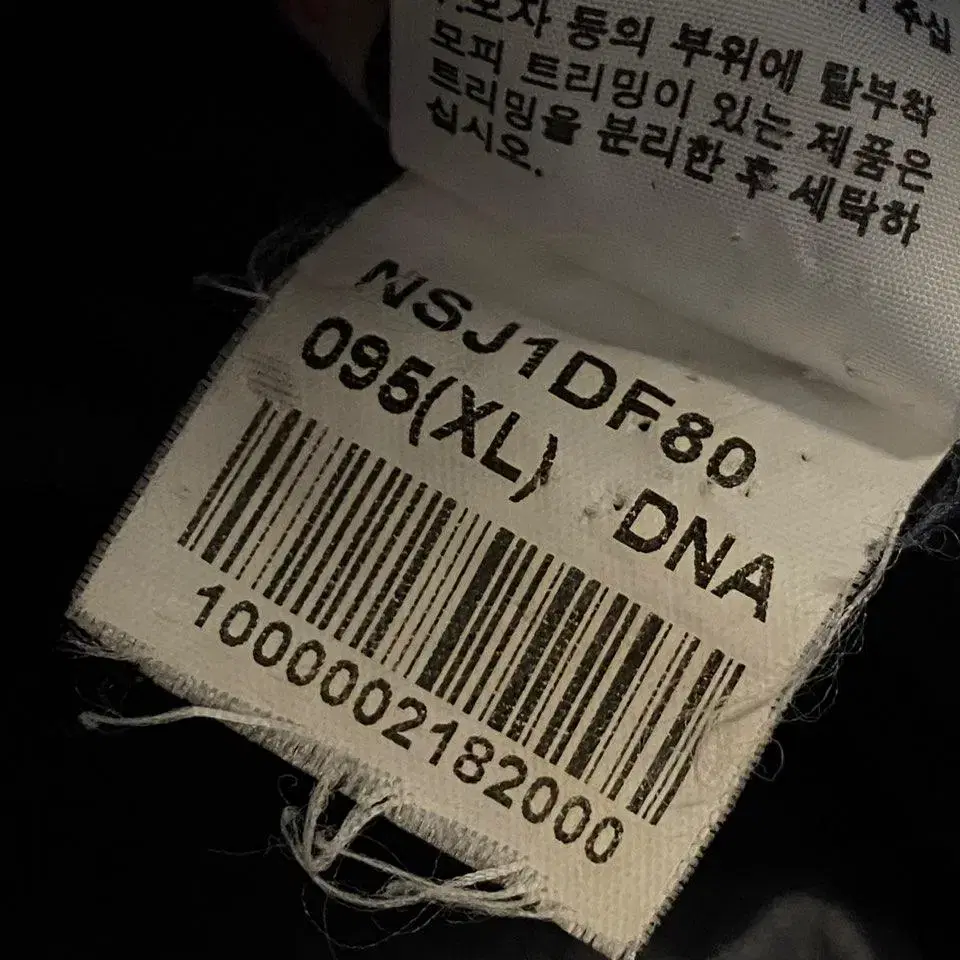 주십
모자 등의 부위에 탈부착
모피 트리밍이 있는 제품은
트리밍을 분리한 후 세탁하
십시오.
NSJ1DF80
095(XL) DNA
1000002182000